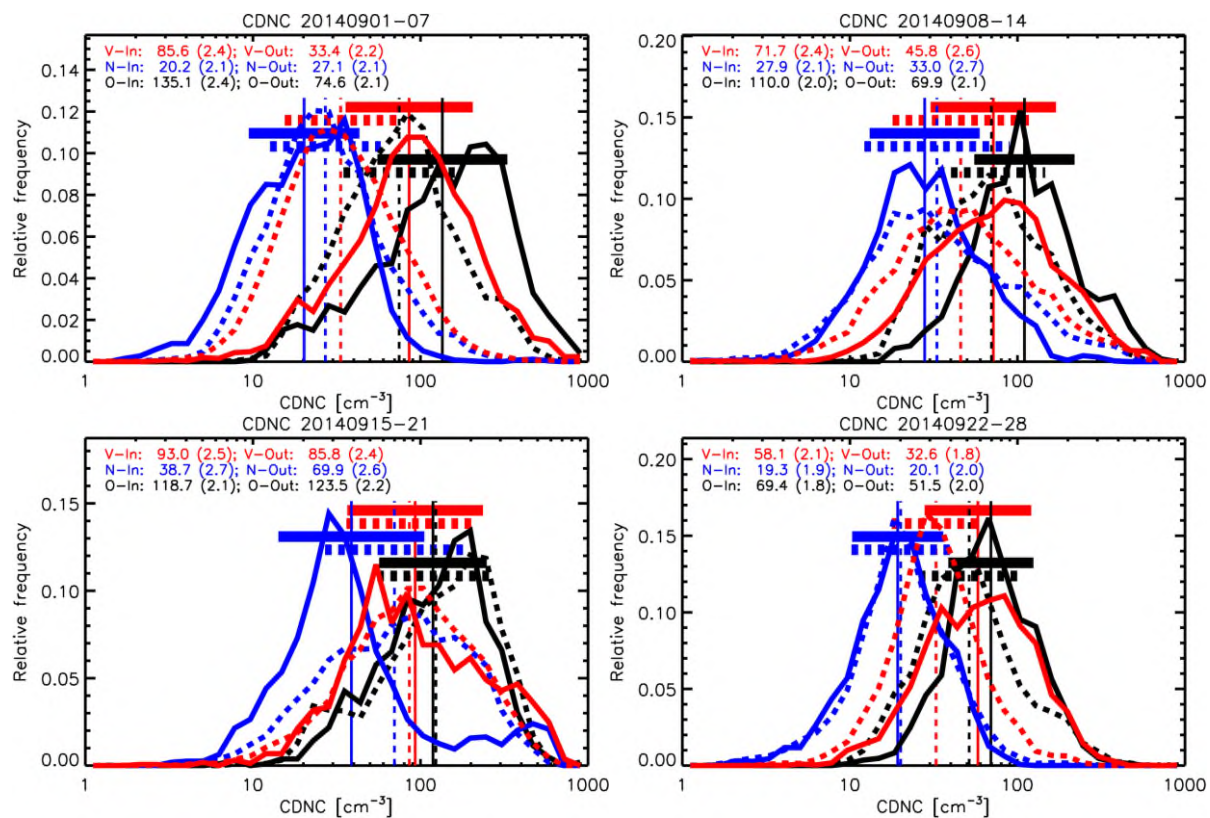 CDNC 20140901-07
V-In: 85.6 (2.4); V-Out: 33.4 (2.2)
N-In: 20.2 (2.1); N-Out: 27.1 (2.1)
O-In: 135.1 (2.4); O-Out: 74.6 (2.1)
Relative frequency
0.14
0.12
0.10
0.08
0.06
0.04
0.02
0.00
1 10 100 1000
CDNC [cm⁻³]
CDNC 20140908-14
V-In: 71.7 (2.4); V-Out: 45.8 (2.6)
N-In: 27.9 (2.1); N-Out: 33.0 (2.7)
O-In: 110.0 (2.0); O-Out: 69.9 (2.1)
Relative frequency
0.20
0.15
0.10
0.05
0.00
1 10 100 1000
CDNC [cm⁻³]
CDNC 20140915-21
V-In: 93.0 (2.5); V-Out: 85.8 (2.4)
N-In: 38.7 (2.7); N-Out: 69.9 (2.6)
O-In: 118.7 (2.1); O-Out: 123.5 (2.2)
Relative frequency
0.20
0.15
0.10
0.05
0.00
1 10 100 1000
CDNC [cm⁻³]
CDNC 20140922-28
V-In: 58.1 (2.1); V-Out: 32.6 (1.8)
N-In: 19.3 (1.9); N-Out: 20.1 (2.0)
O-In: 69.4 (1.8); O-Out: 51.5 (2.0)
Relative frequency
0.20
0.15
0.10
0.05
0.00
1 10 100 1000
CDNC [cm⁻³]